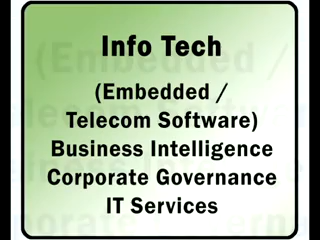 Info Tech
(Embedded /
Telecom Software)
Business Intelligence
Corporate Governance
IT Services